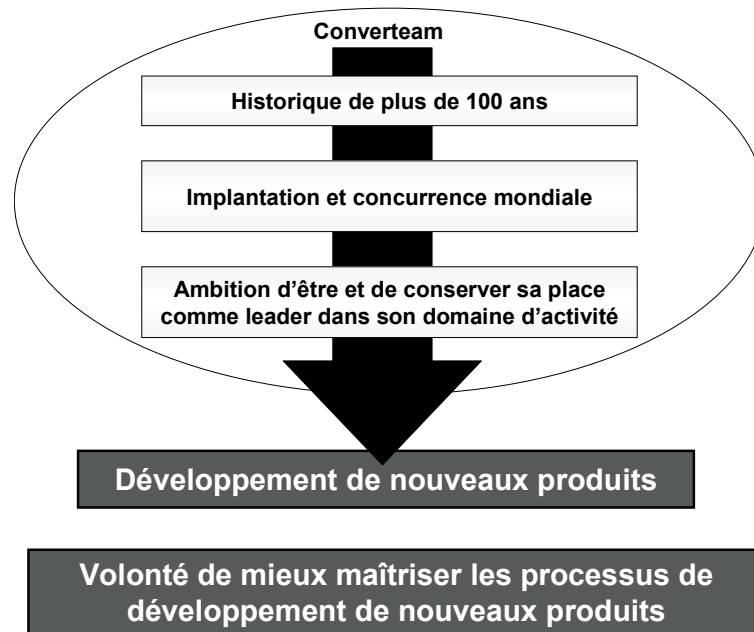 Converteam
Historique de plus de 100 ans
Implantation et concurrence mondiale
Ambition d’être et de conserver sa place
comme leader dans son domaine d’activité
Développement de nouveaux produits
Volonté de mieux maîtriser les processus de
développement de nouveaux produits